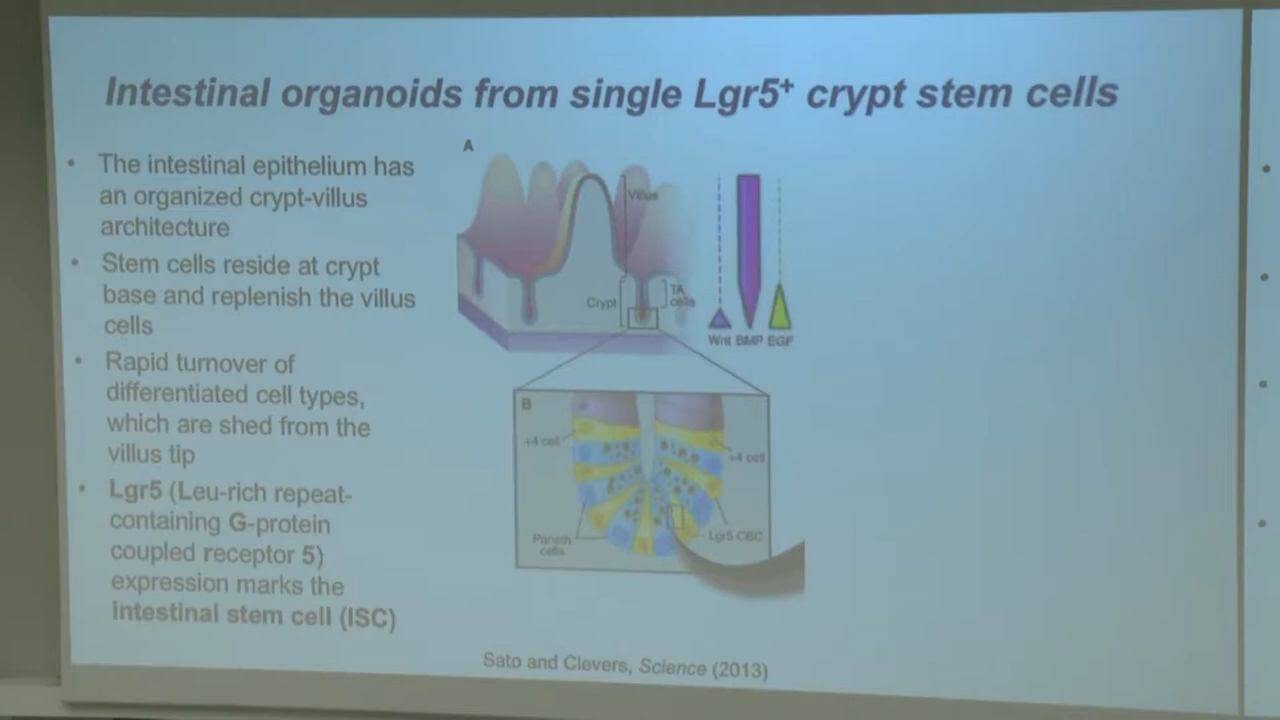 Intestinal organoids from single Lgr5+ crypt stem cells
• The intestinal epithelium has
an organized crypt-villus
architecture
• Stem cells reside at crypt
base and replenish the villus
cells
• Rapid turnover of
differentiated cell types,
which are shed from the
villus tip
• Lgr5 (Leu-rich repeat-
containing G-protein
coupled receptor 5)
expression marks the
intestinal stem cell (ISC)
A
Villus
Crypt
TA
cells
Wnt BMP EGF
B
+4 cell
+4 cell
Paneth
cells
Lgr5 CBC
Sato and Clevers, Science (2013)